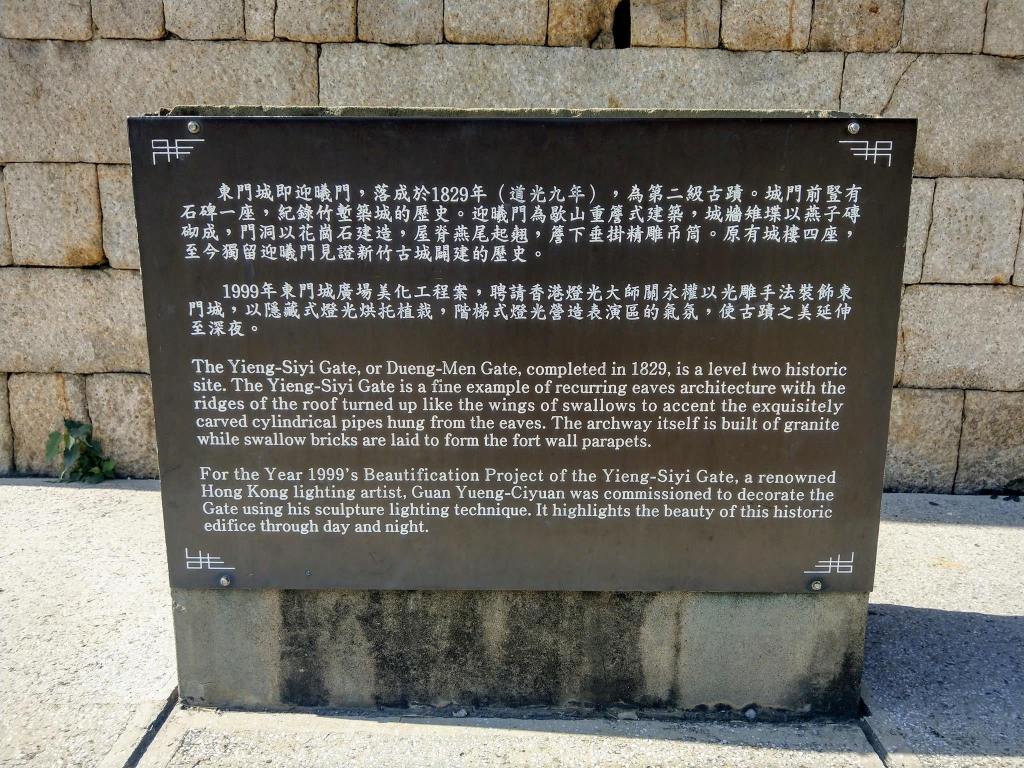 東門城即迎曦門，落成於1829年（道光九年），為第二級古蹟。城門前豎有
石碑一座，紀錄竹塹築城的歷史。迎曦門為歇山重簷式建築，城牆雉堞以燕子磚
砌成，門洞以花崗石建造，屋脊燕尾起翹，簷下垂掛精雕吊筒。原有城樓四座，
至今獨留迎曦門見證新竹古城闢建的歷史。
1999年東門城廣場美化工程案，聘請香港燈光大師關永權以光雕手法裝飾東
門城，以隱藏式燈光烘托植栽，階梯式燈光營造表演區的氣氛，使古蹟之美延伸
至深夜。
The Yieng-Siyi Gate, or Dueng-Men Gate, completed in 1829, is a level two historic
site. The Yieng-Siyi Gate is a fine example of recurring eaves architecture with the
ridges of the roof turned up like the wings of swallows to accent the exquisitely
carved cylindrical pipes hung from the eaves. The archway itself is built of granite
while swallow bricks are laid to form the fort wall parapets.
For the Year 1999's Beautification Project of the Yieng-Siyi Gate, a renowned
Hong Kong lighting artist, Guan Yueng-Ciyuan was commissioned to decorate the
Gate using his sculpture lighting technique. It highlights the beauty of this historic
edifice through day and night.